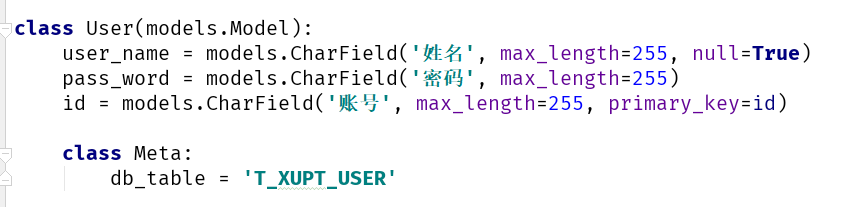 class User(models.Model):
    user_name = models.CharField('姓名', max_length=255, null=True)
    pass_word = models.CharField('密码', max_length=255)
    id = models.CharField('账号', max_length=255, primary_key=id)
    class Meta:
        db_table = 'T_XUPT_USER'